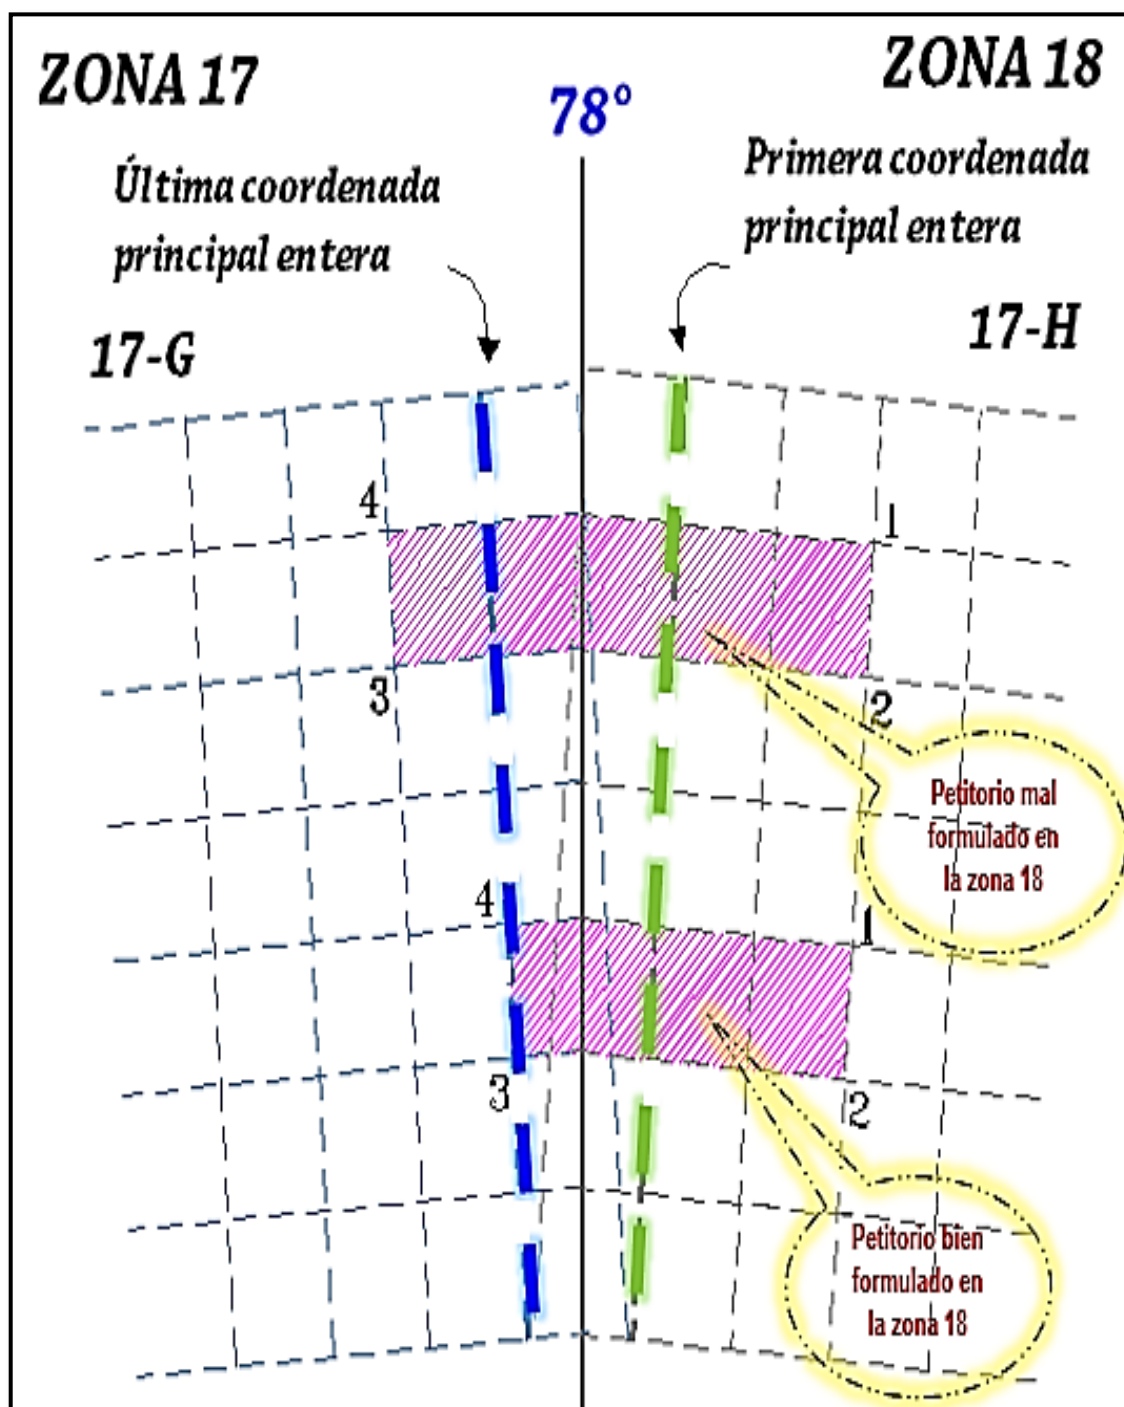 ZONA 17
ZONA 18
78°
Última coordenada
principal entera
Primera coordenada
principal entera
17-G
17-H
4
1
3
2
Petitorio mal
formulado en
la zona 18
4
1
3
2
Petitorio bien
formulado en
la zona 18